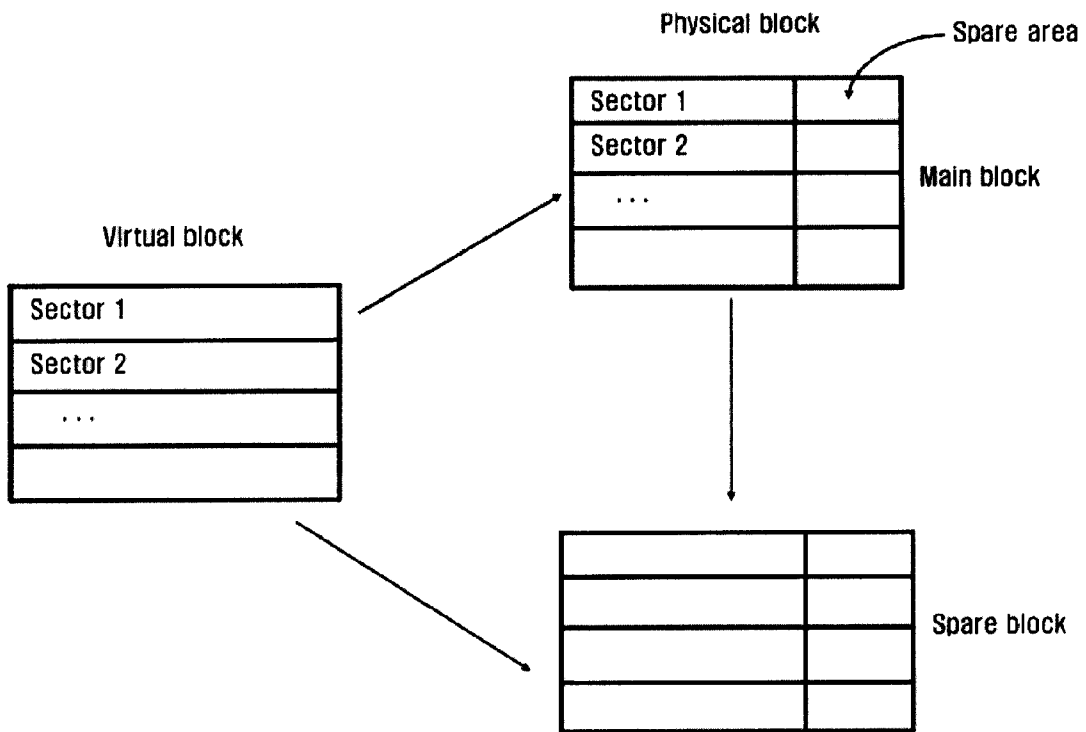 Physical block
Spare area
Sector 1
Sector 2
...
Main block
Virtual block
Sector 1
Sector 2
...
Spare block